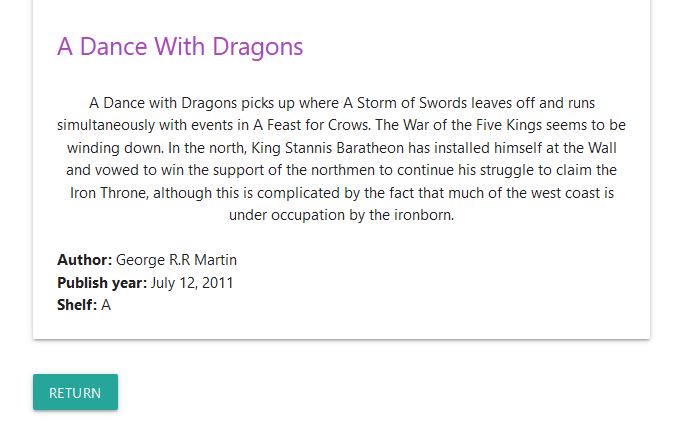 A Dance With Dragons
A Dance with Dragons picks up where A Storm of Swords leaves off and runs
simultaneously with events in A Feast for Crows. The War of the Five Kings seems to be
winding down. In the north, King Stannis Baratheon has installed himself at the Wall
and vowed to win the support of the northmen to continue his struggle to claim the
Iron Throne, although this is complicated by the fact that much of the west coast is
under occupation by the ironborn.
Author: George R.R Martin
Publish year: July 12, 2011
Shelf: A
RETURN